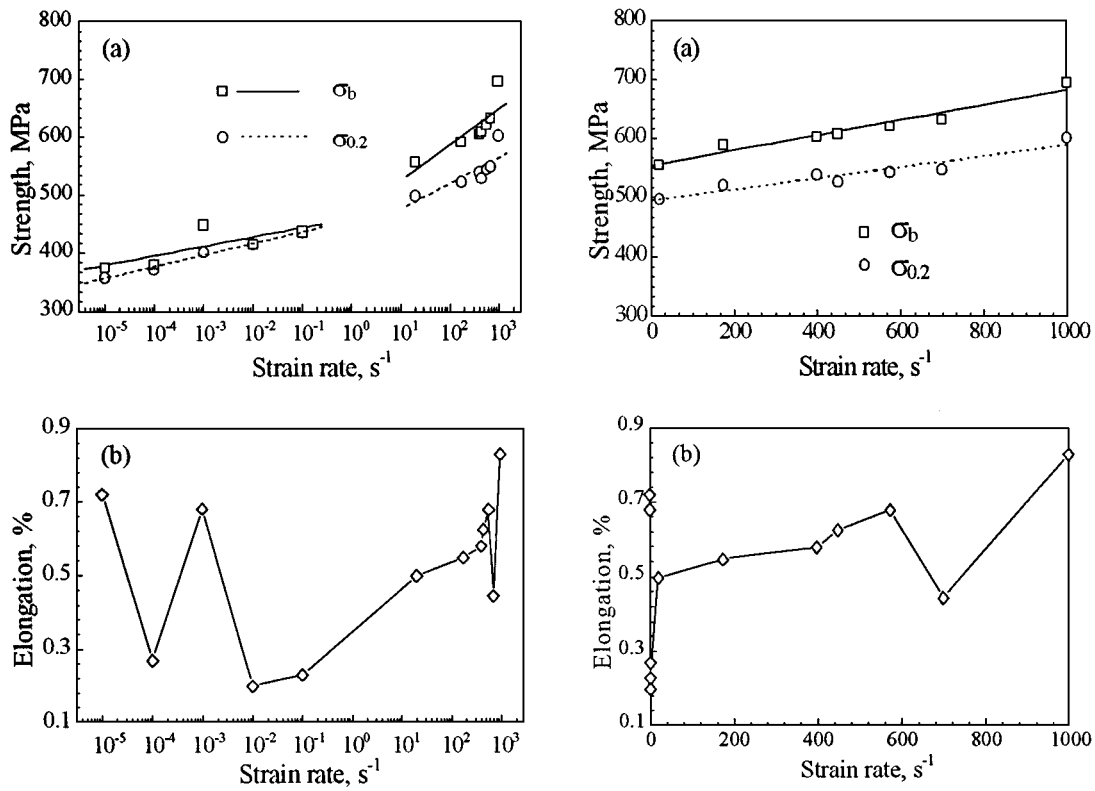 (a)
σb
σ0.2
Strength, MPa
800
700
600
500
400
300
10⁻⁵ 10⁻⁴ 10⁻³ 10⁻² 10⁻¹ 10⁰ 10¹ 10² 10³
Strain rate, s⁻¹
(a)
σb
σ0.2
Strength, MPa
800
700
600
500
400
300
0 200 400 600 800 1000
Strain rate, s⁻¹
(b)
Elongation, %
0.9
0.7
0.5
0.3
0.1
10⁻⁵ 10⁻⁴ 10⁻³ 10⁻² 10⁻¹ 10⁰ 10¹ 10² 10³
Strain rate, s⁻¹
(b)
Elongation, %
0.9
0.7
0.5
0.3
0.1
0 200 400 600 800 1000
Strain rate, s⁻¹